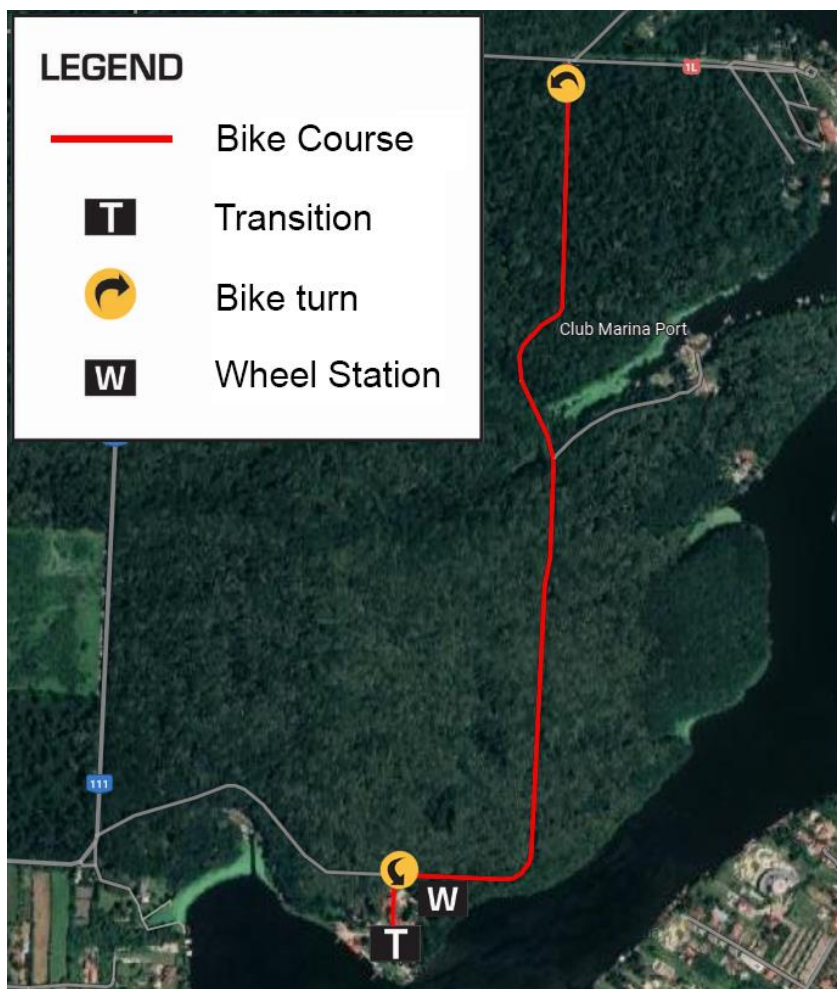 LEGEND
Bike Course
T
Transition
Bike turn
W
Wheel Station
1L
Club Marina Port
111
W
T